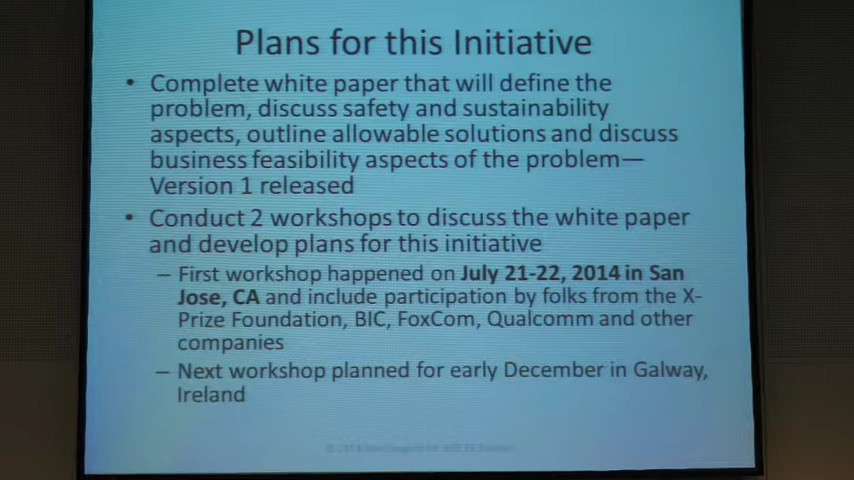 Plans for this Initiative
• Complete white paper that will define the
problem, discuss safety and sustainability
aspects, outline allowable solutions and discuss
business feasibility aspects of the problem—
Version 1 released
• Conduct 2 workshops to discuss the white paper
and develop plans for this initiative
– First workshop happened on July 21-22, 2014 in San
Jose, CA and include participation by folks from the X-
Prize Foundation, BIC, FoxCom, Qualcomm and other
companies
– Next workshop planned for early December in Galway,
Ireland